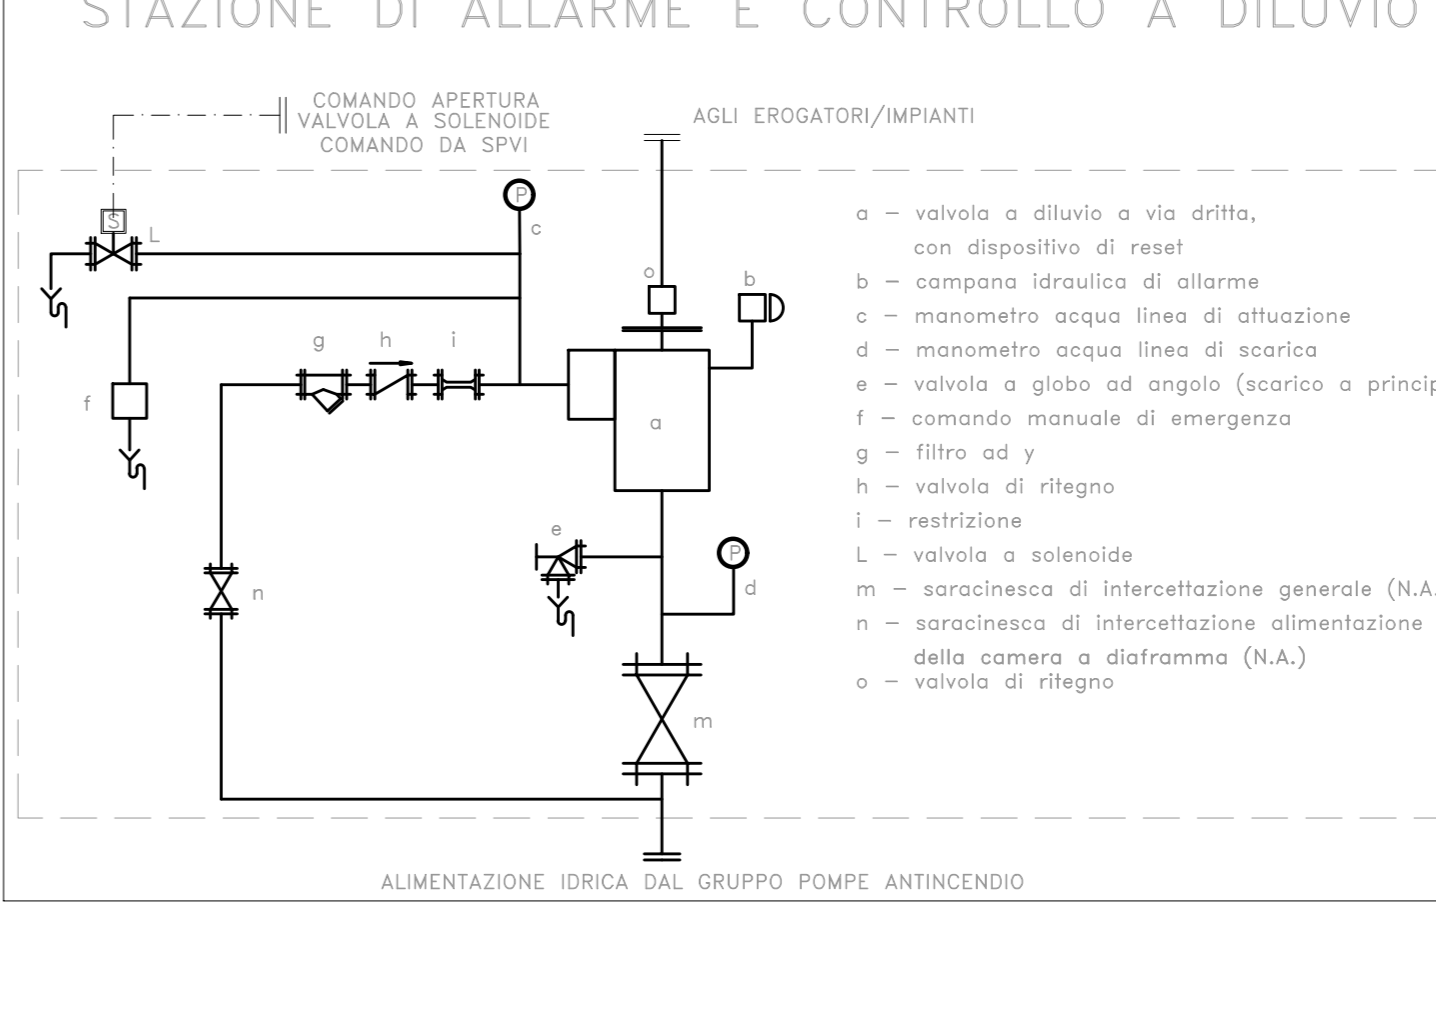 STAZIONE DI ALLARME E CONTROLLO A DILUVIO
COMANDO APERTURA
VALVOLA A SOLENOIDE
COMANDO DA SPVI
AGLI EROGATORI/IMPIANTI
P
c
S
L
o
b
g
h
i
f
a
e
P
d
n
m
a – valvola a diluvio a via dritta,
con dispositivo di reset
b – campana idraulica di allarme
c – manometro acqua linea di attuazione
d – manometro acqua linea di scarica
e – valvola a globo ad angolo (scarico a princip
f – comando manuale di emergenza
g – filtro ad y
h – valvola di ritegno
i – restrizione
L – valvola a solenoide
m – saracinesca di intercettazione generale (N.A.
n – saracinesca di intercettazione alimentazione
della camera a diaframma (N.A.)
o – valvola di ritegno
ALIMENTAZIONE IDRICA DAL GRUPPO POMPE ANTINCENDIO